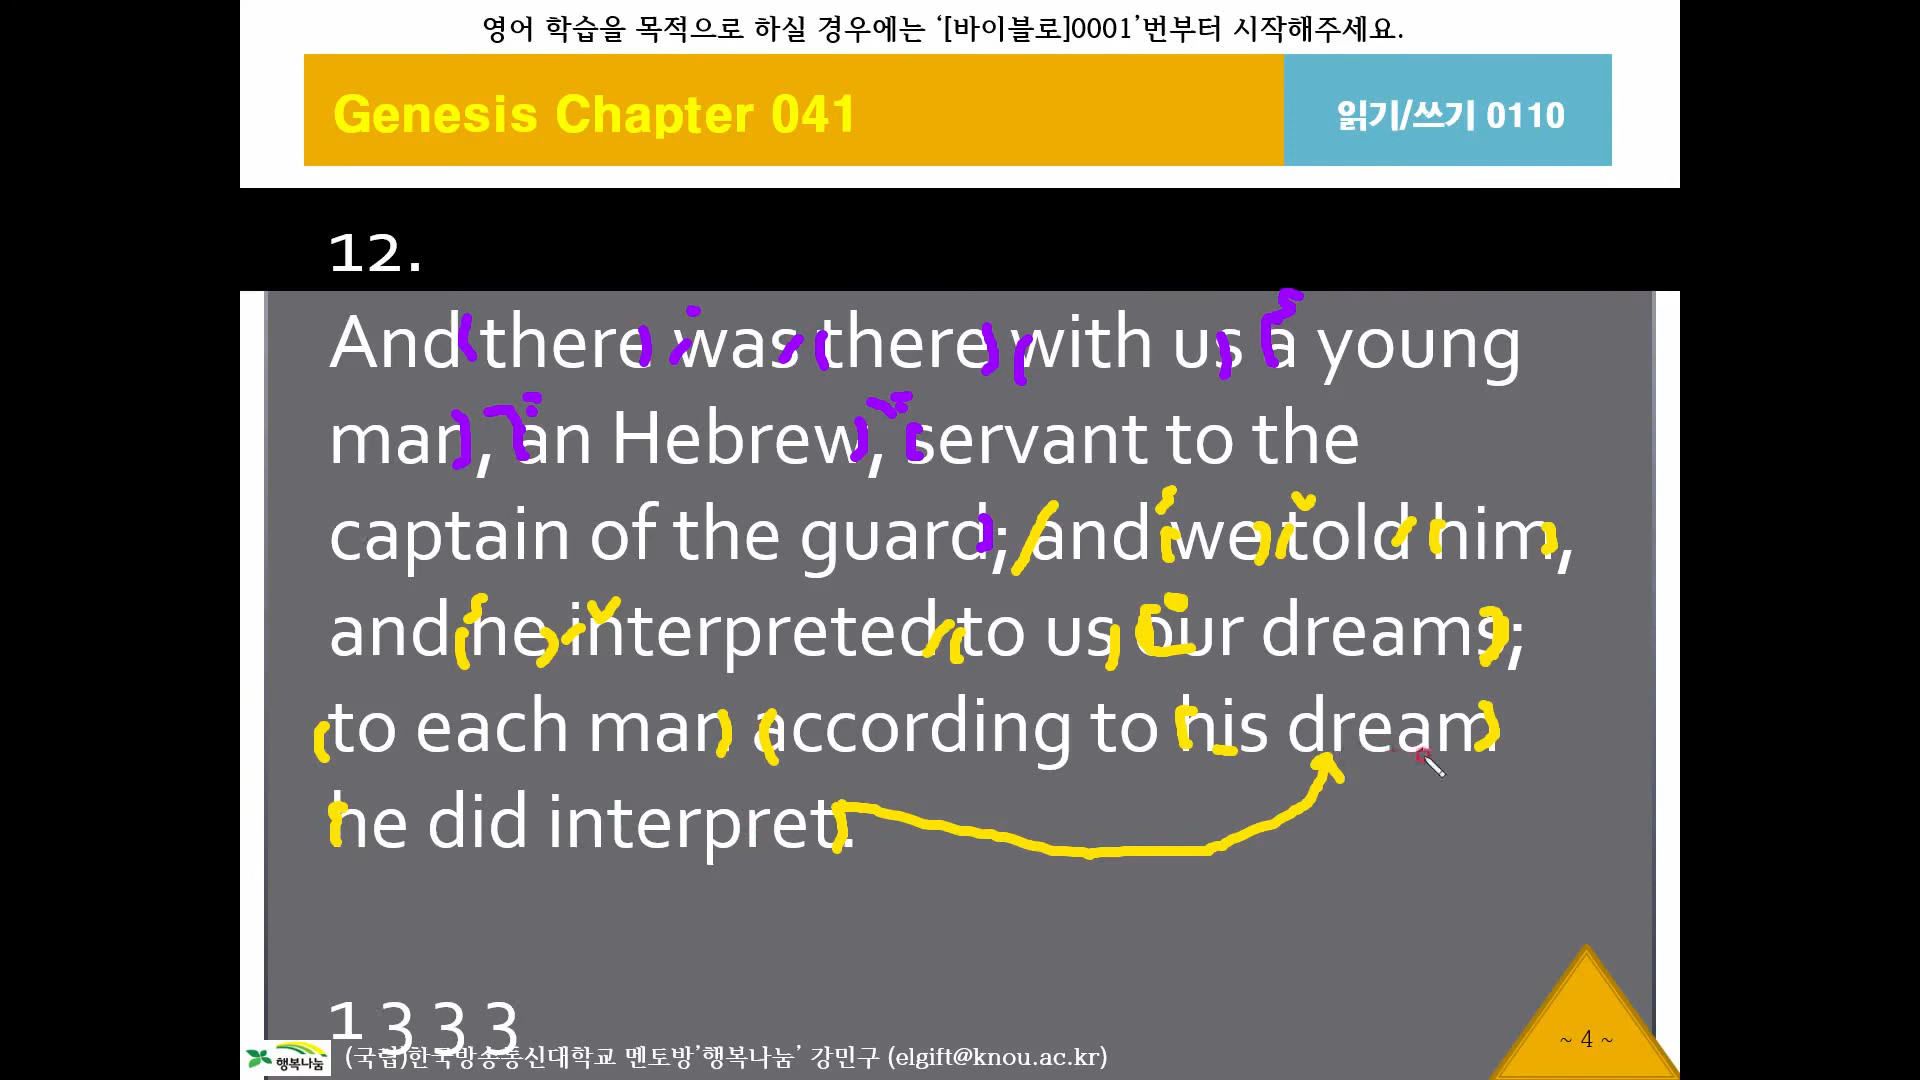 영어 학습을 목적으로 하실 경우에는 ‘[바이블로]0001’번부터 시작해주세요.
Genesis Chapter 041
읽기/쓰기 0110
12.
And there was there with us a young
man, an Hebrew, servant to the
captain of the guard; and we told him,
and he interpreted to us our dreams;
to each man according to his dream
he did interpret.
1333
행복나눔 (국립)한국방송통신대학교 멘토방’행복나눔’ 강민구 (elgift@knou.ac.kr)
~ 4 ~